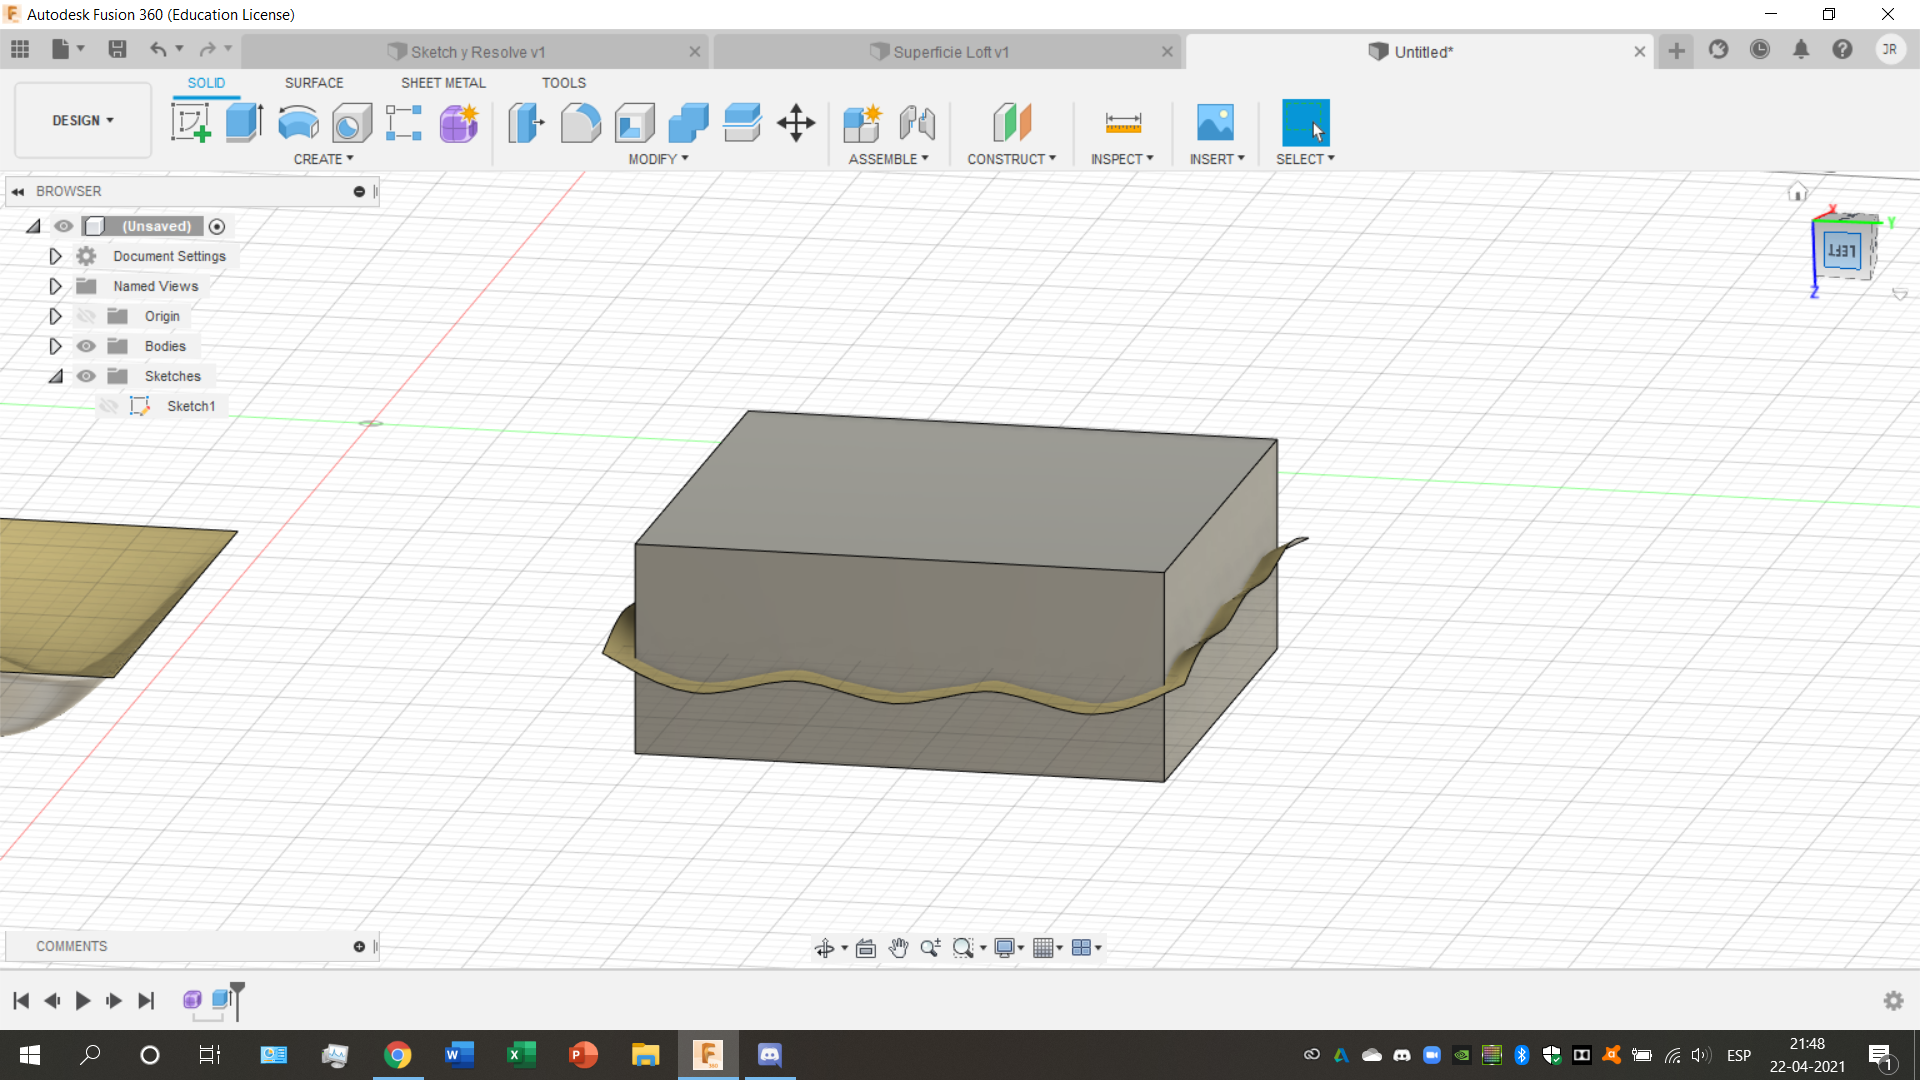 Autodesk Fusion 360 (Education License)
Sketch y Resolve v1
Superficie Loft v1
Untitled*
JR
SOLID
SURFACE
SHEET METAL
TOOLS
DESIGN
CREATE
MODIFY
ASSEMBLE
CONSTRUCT
INSPECT
INSERT
SELECT
BROWSER
(Unsaved)
Document Settings
Named Views
Origin
Bodies
Sketches
Sketch1
X
Y
LEFT
Z
COMMENTS
ESP
21:48
22-04-2021
1